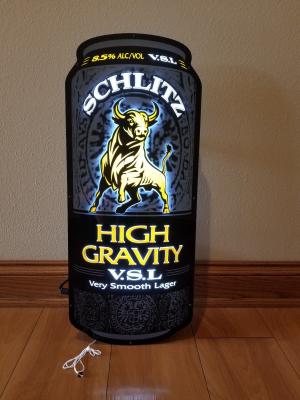 8.5% ALC/VOL V.S.L
SCHLITZ
HIGH
GRAVITY
V.S.L
Very Smooth Lager